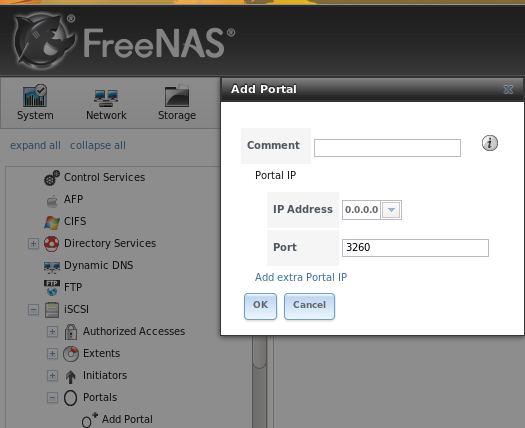 FreeNAS®
System Network Storage
expand all collapse all
Control Services
AFP
CIFS
Directory Services
Dynamic DNS
FTP
FTP
iSCSI
Authorized Accesses
Extents
Initiators
Portals
Add Portal
Add Portal
Comment
i
Portal IP
IP Address 0.0.0.0
Port 3260
Add extra Portal IP
OK Cancel